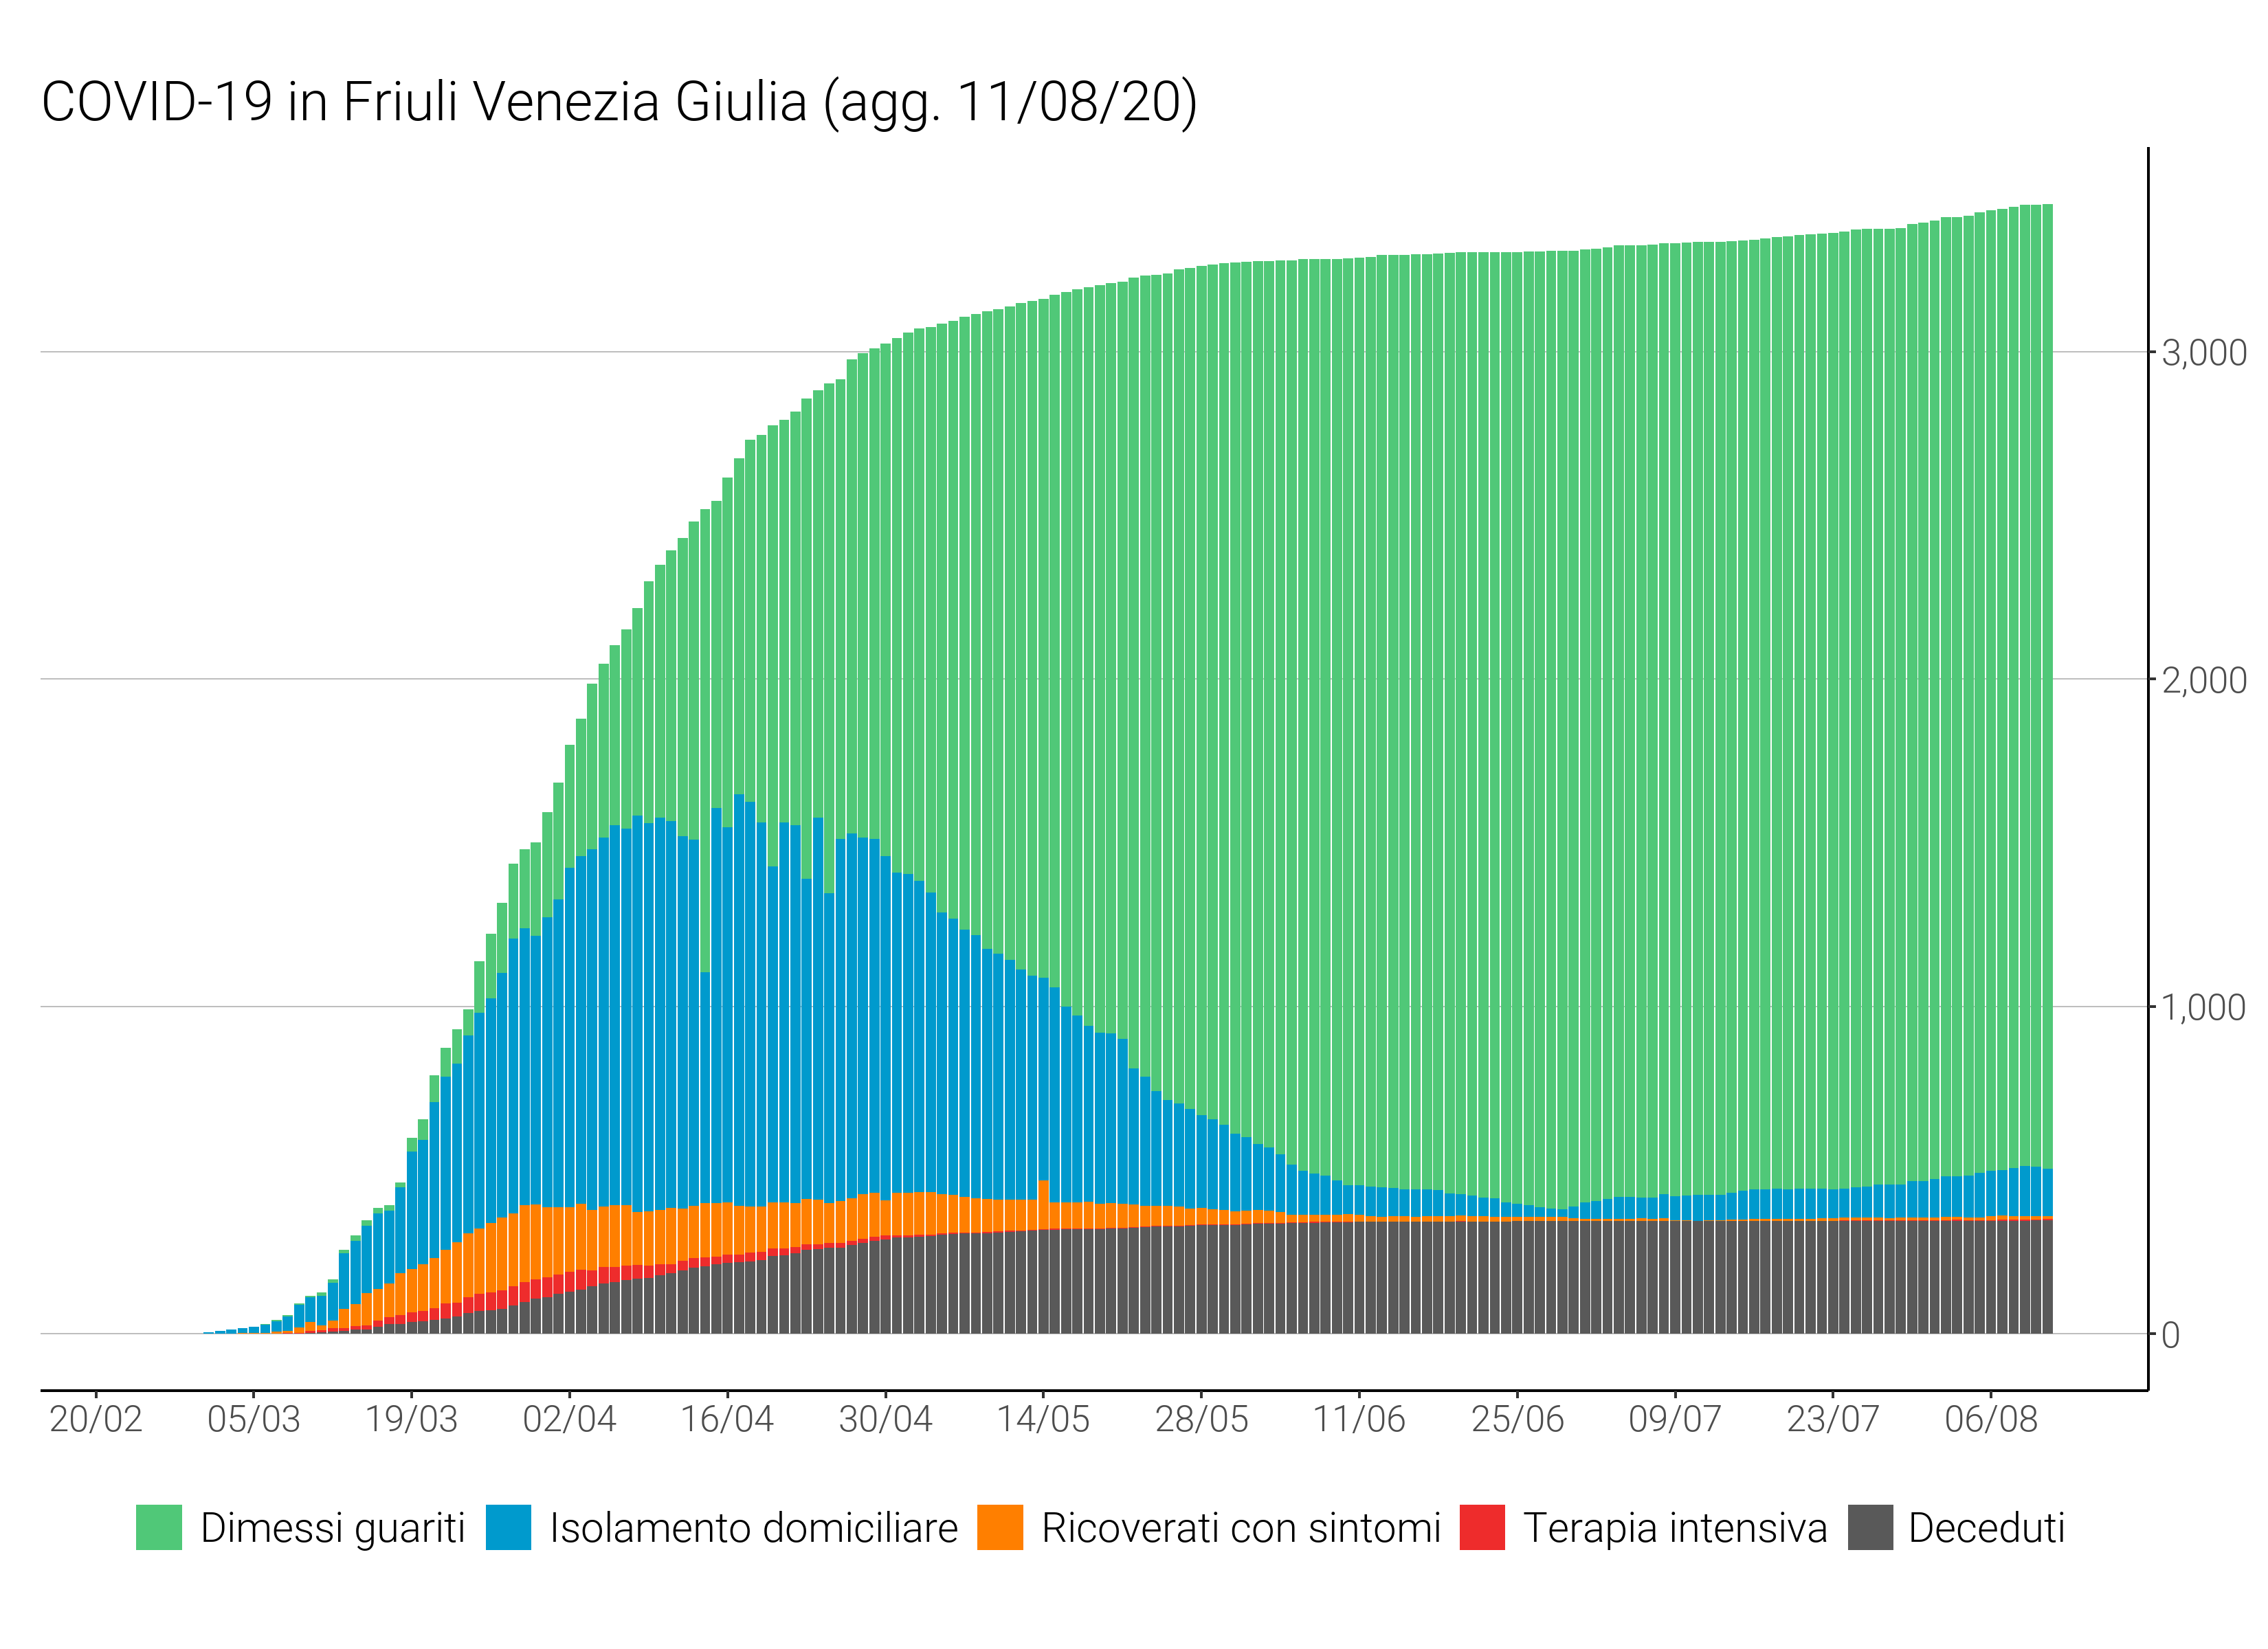 COVID-19 in Friuli Venezia Giulia (agg. 11/08/20)
3,000
2,000
1,000
0
20/02 05/03 19/03 02/04 16/04 30/04 14/05 28/05 11/06 25/06 09/07 23/07 06/08
Dimessi guariti Isolamento domiciliare Ricoverati con sintomi Terapia intensiva Deceduti